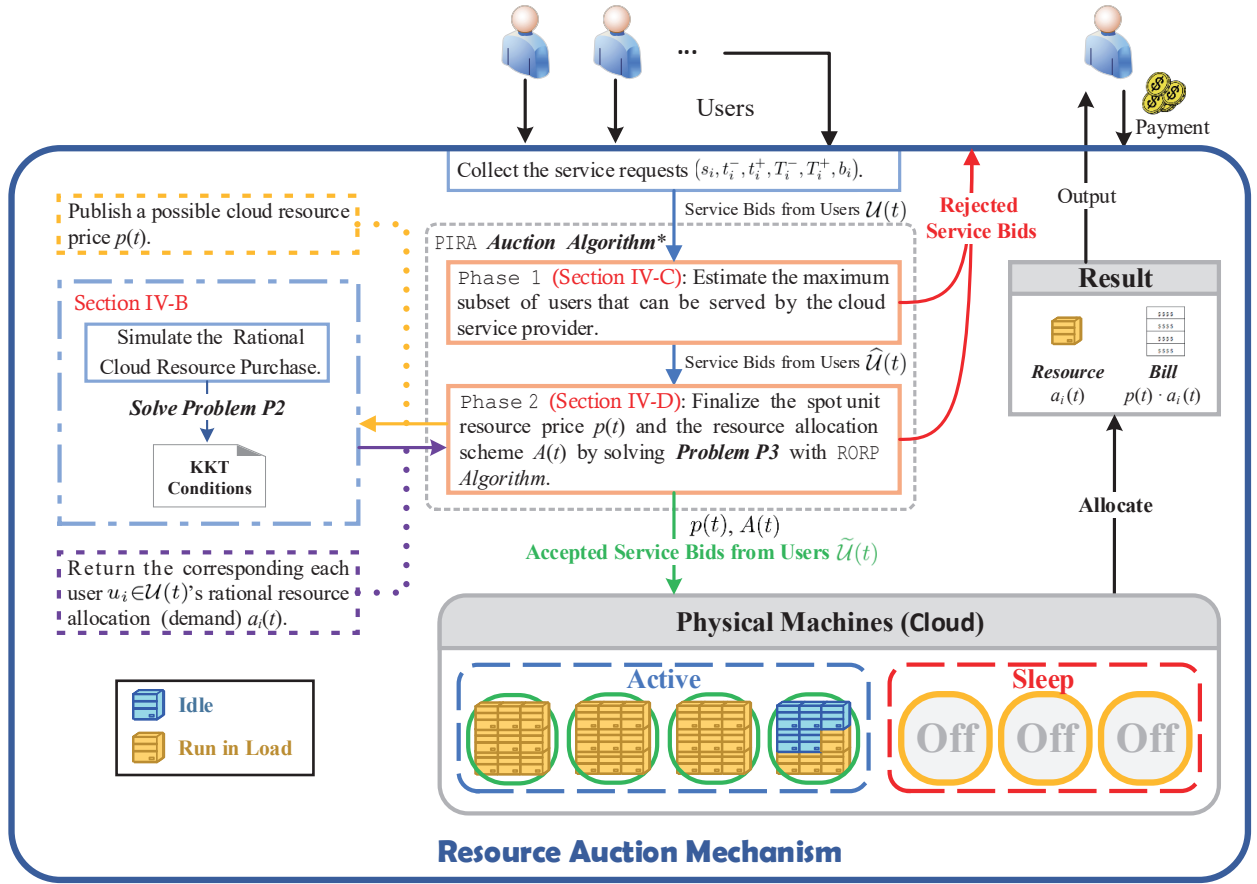 ...
Users
Payment
Collect the service requests (s_i, t_i^-, t_i^+, T_i^-, T_i^+, b_i).
Output
Publish a possible cloud resource
price p(t).
Service Bids from Users 𝒰(t)
Rejected
Service Bids
PIRA Auction Algorithm*
Phase 1 (Section IV-C): Estimate the maximum
subset of users that can be served by the cloud
service provider.
Result
$$$$
$$$$
$$$$
$$$$
Resource
a_i(t)
Bill
p(t) · a_i(t)
Section IV-B
Simulate the Rational
Cloud Resource Purchase.
Solve Problem P2
KKT
Conditions
Service Bids from Users 𝒰̂(t)
Phase 2 (Section IV-D): Finalize the spot unit
resource price p(t) and the resource allocation
scheme A(t) by solving Problem P3 with RORP
Algorithm.
Allocate
p(t), A(t)
Accepted Service Bids from Users 𝒰̃(t)
Return the corresponding each
user u_i∈𝒰(t)'s rational resource
allocation (demand) a_i(t).
Physical Machines (Cloud)
Active
Sleep
Off
Off
Off
Idle
Run in Load
Resource Auction Mechanism